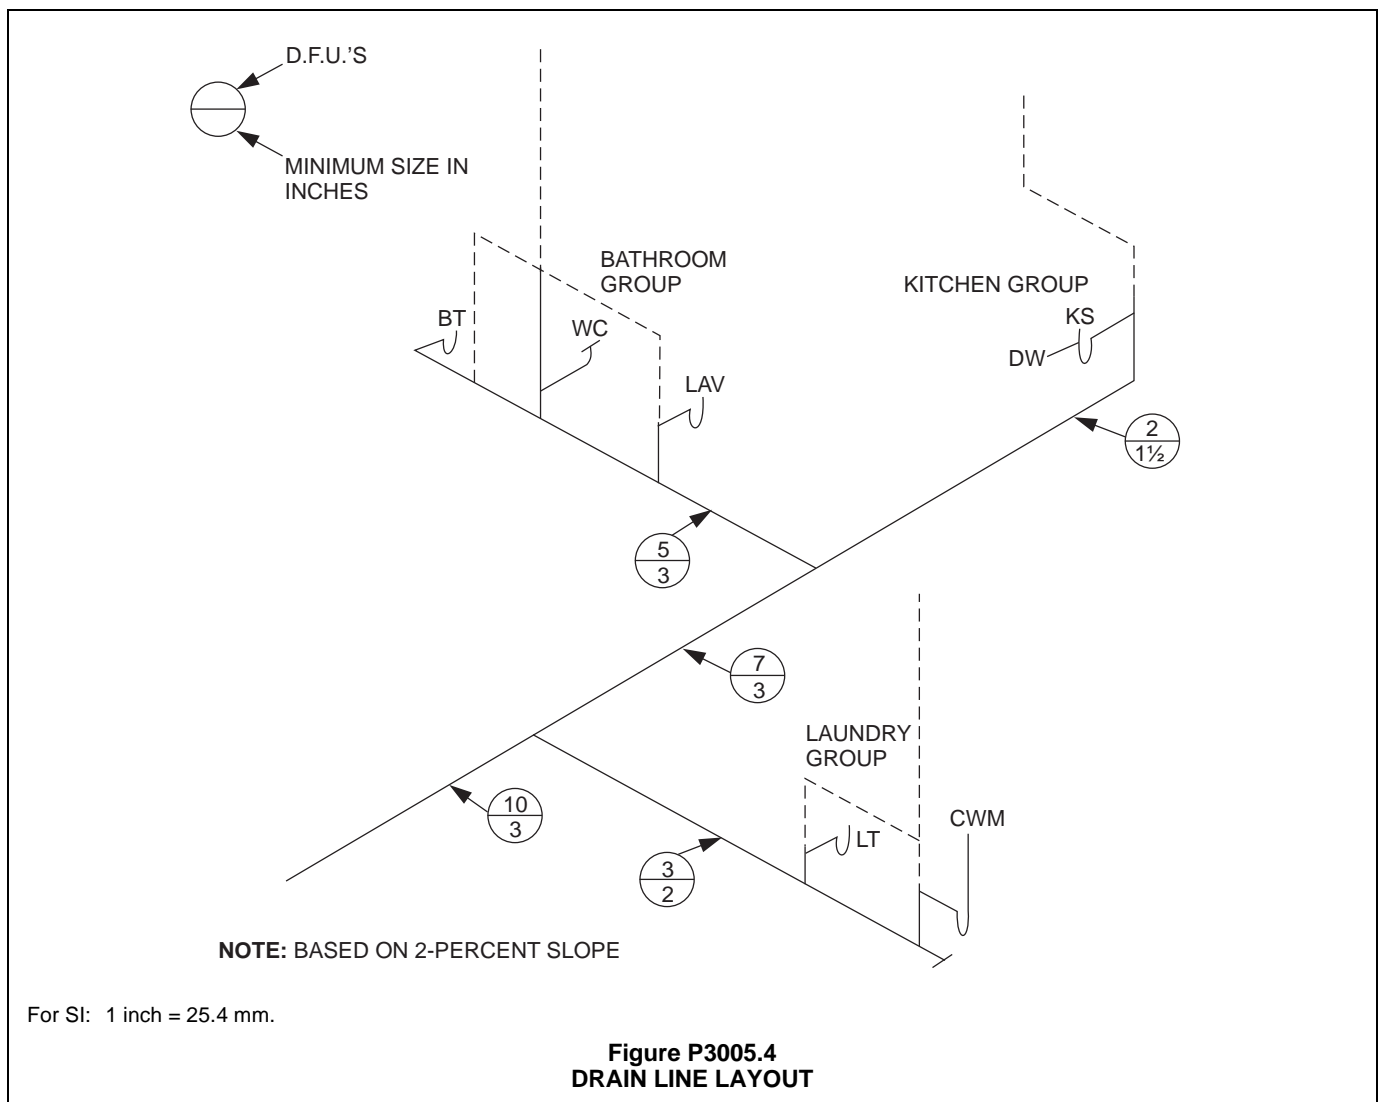 D.F.U.'S
MINIMUM SIZE IN
INCHES
BATHROOM
GROUP
KITCHEN GROUP
BT
WC
KS
DW
LAV
2
1½
5
3
7
3
LAUNDRY
GROUP
10
3
CWM
LT
3
2
NOTE: BASED ON 2-PERCENT SLOPE
For SI: 1 inch = 25.4 mm.
Figure P3005.4
DRAIN LINE LAYOUT